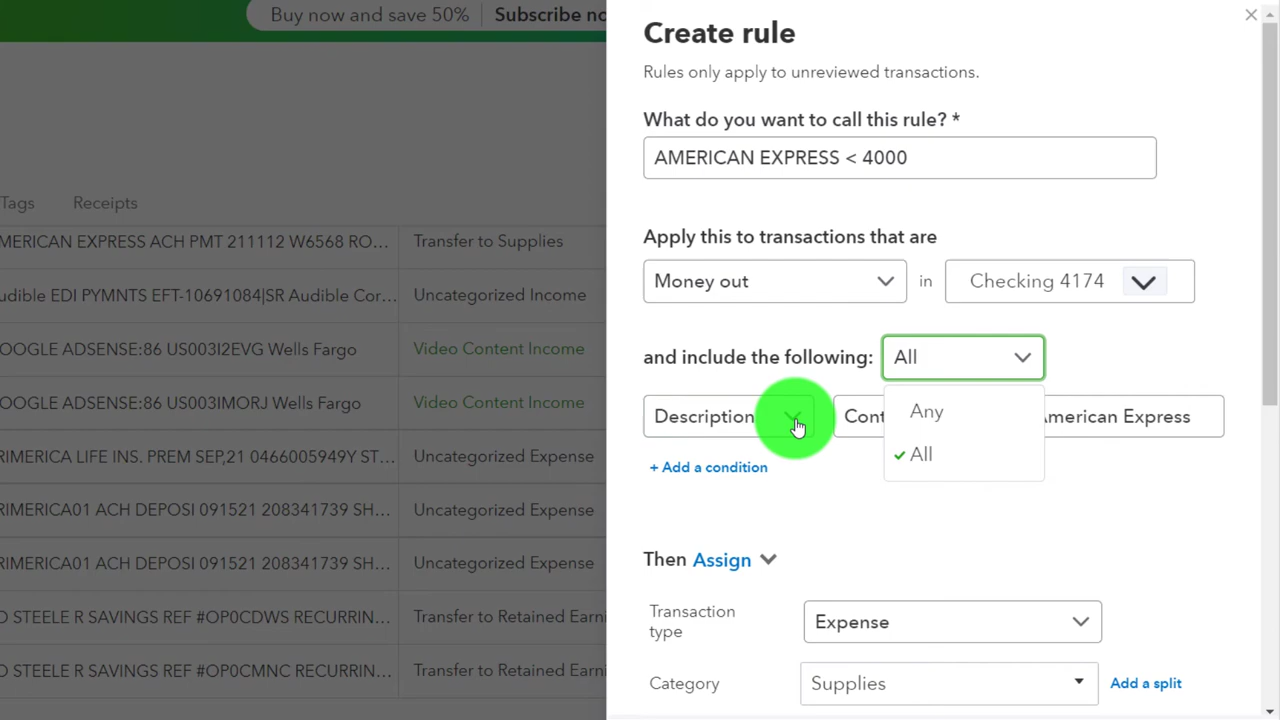 Buy now and save 50%
Subscribe no
Create rule
Rules only apply to unreviewed transactions.
What do you want to call this rule? *
AMERICAN EXPRESS < 4000
Apply this to transactions that are
Money out
in
Checking 4174
and include the following:
All
Any
All
Description
Cont
American Express
+ Add a condition
Then Assign
Transaction
type
Expense
Category
Supplies
Add a split
Tags
Receipts
MERICAN EXPRESS ACH PMT 211112 W6568 RO...
Transfer to Supplies
udible EDI PYMNTS EFT-10691084|SR Audible Cor...
Uncategorized Income
OOGLE ADSENSE:86 US003I2EVG Wells Fargo
Video Content Income
OOGLE ADSENSE:86 US003IMORJ Wells Fargo
Video Content Income
RIMERICA LIFE INS. PREM SEP,21 0466005949Y ST...
Uncategorized Expense
RIMERICA01 ACH DEPOSI 091521 208341739 SH...
Uncategorized Expense
RIMERICA01 ACH DEPOSI 091521 208341739 SH...
Uncategorized Expense
O STEELE R SAVINGS REF #OP0CDWS RECURRIN...
Transfer to Retained Earni
O STEELE R SAVINGS REF #OP0CMNC RECURRIN...
Transfer to Retained Earni